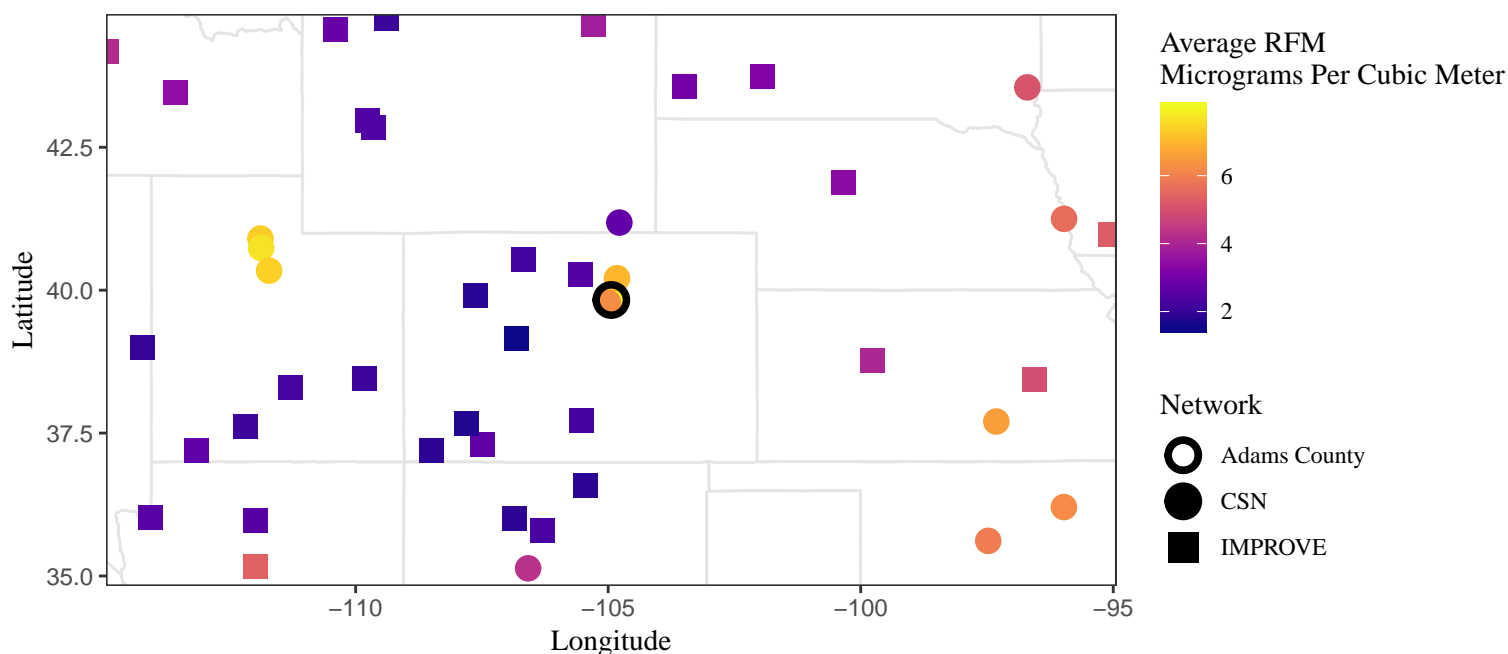 Average RFM
Micrograms Per Cubic Meter
6
4
2
Network
Adams County
CSN
IMPROVE
Latitude
42.5
40.0
37.5
35.0
−110
−105
−100
−95
Longitude